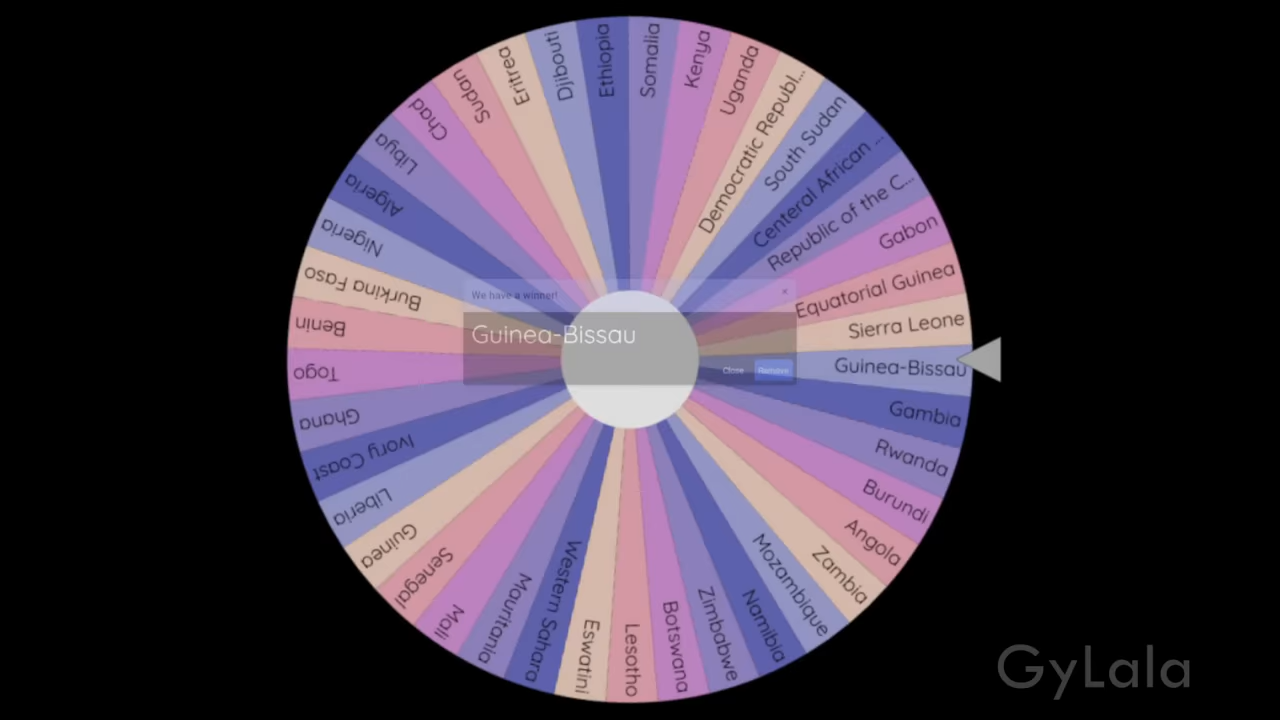 Ethiopia
Somalia
Kenya
Uganda
Democratic Republ...
South Sudan
Centeral African ...
Republic of the C...
Gabon
Equatorial Guinea
Sierra Leone
Guinea-Bissau
Gambia
Rwanda
Burundi
Angola
Zambia
Mozambique
Namibia
Zimbabwe
Botswana
Lesotho
Eswatini
Western Sahara
Mauritania
Mali
Senegal
Guinea
Liberia
Ivory Coast
Ghana
Togo
Benin
Burkina Faso
Nigeria
Algeria
Libya
Chad
Sudan
Eritrea
Djibouti
We have a winner!
×
Guinea-Bissau
Close
Remove
GyLala